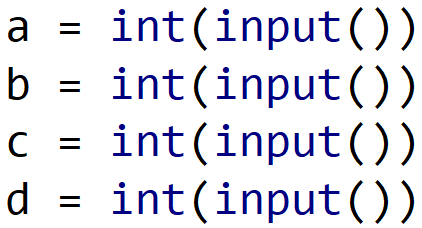 a = int(input())
b = int(input())
c = int(input())
d = int(input())